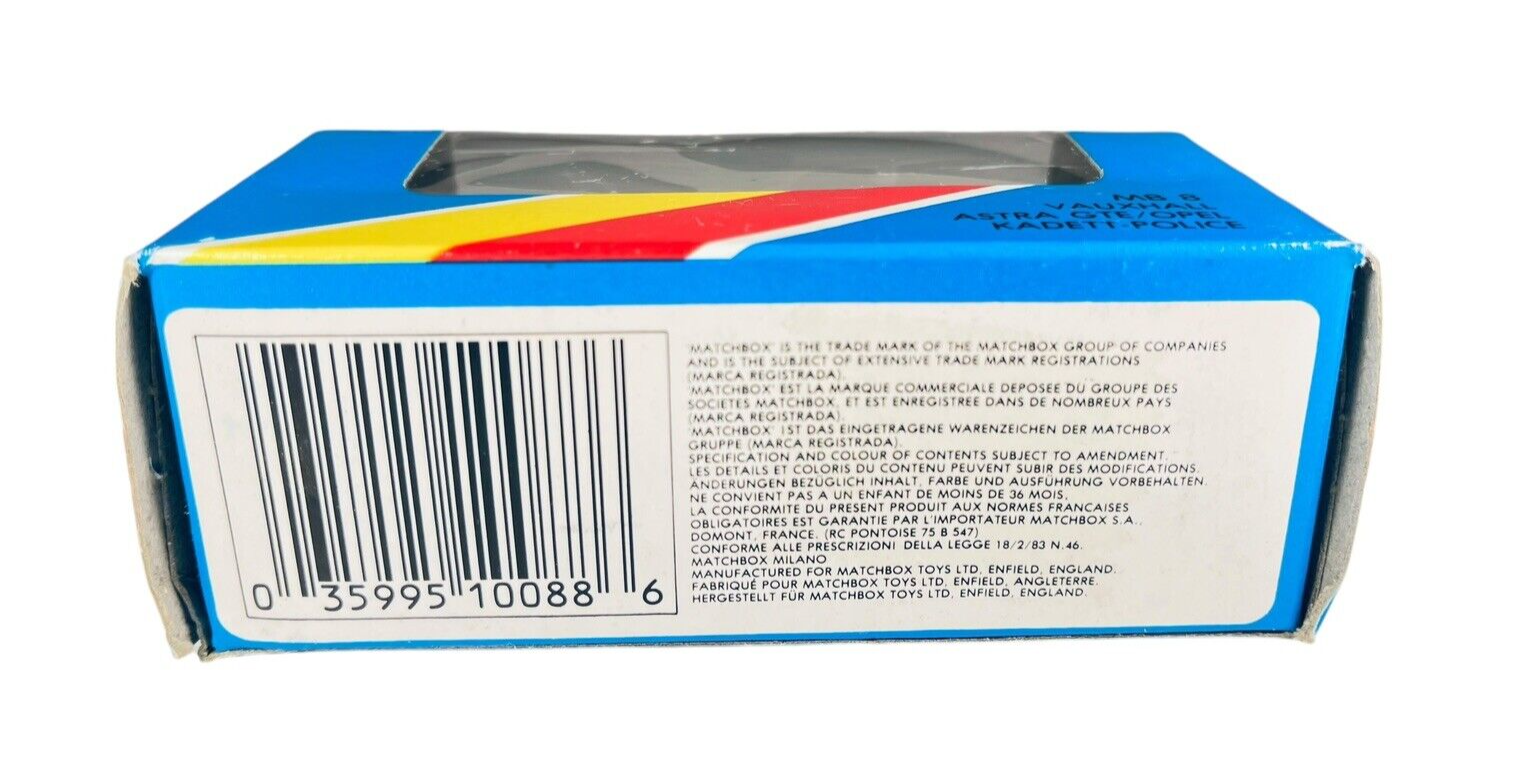 MB 8
VAUXHALL
ASTRA GTE/OPEL
KADETT-POLICE
0 35995 10088 6
'MATCHBOX' IS THE TRADE MARK OF THE MATCHBOX GROUP OF COMPANIES
AND IS THE SUBJECT OF EXTENSIVE TRADE MARK REGISTRATIONS
(MARCA REGISTRADA).
'MATCHBOX' EST LA MARQUE COMMERCIALE DEPOSEE DU GROUPE DES
SOCIETES MATCHBOX, ET EST ENREGISTREE DANS DE NOMBREUX PAYS
(MARCA REGISTRADA).
'MATCHBOX' IST DAS EINGETRAGENE WARENZEICHEN DER MATCHBOX
GRUPPE (MARCA REGISTRADA).
SPECIFICATION AND COLOUR OF CONTENTS SUBJECT TO AMENDMENT.
LES DETAILS ET COLORIS DU CONTENU PEUVENT SUBIR DES MODIFICATIONS.
ÄNDERUNGEN BEZÜGLICH INHALT, FARBE UND AUSFÜHRUNG VORBEHALTEN.
NE CONVIENT PAS A UN ENFANT DE MOINS DE 36 MOIS,
LA CONFORMITE DU PRESENT PRODUIT AUX NORMES FRANCAISES
OBLIGATOIRES EST GARANTIE PAR L'IMPORTATEUR MATCHBOX S.A.,
DOMONT, FRANCE. (RC PONTOISE 75 B 547)
CONFORME ALLE PRESCRIZIONI DELLA LEGGE 18/2/83 N.46.
MATCHBOX MILANO
MANUFACTURED FOR MATCHBOX TOYS LTD, ENFIELD, ENGLAND.
FABRIQUÉ POUR MATCHBOX TOYS LTD, ENFIELD, ANGLETERRE.
HERGESTELLT FÜR MATCHBOX TOYS LTD, ENFIELD, ENGLAND.